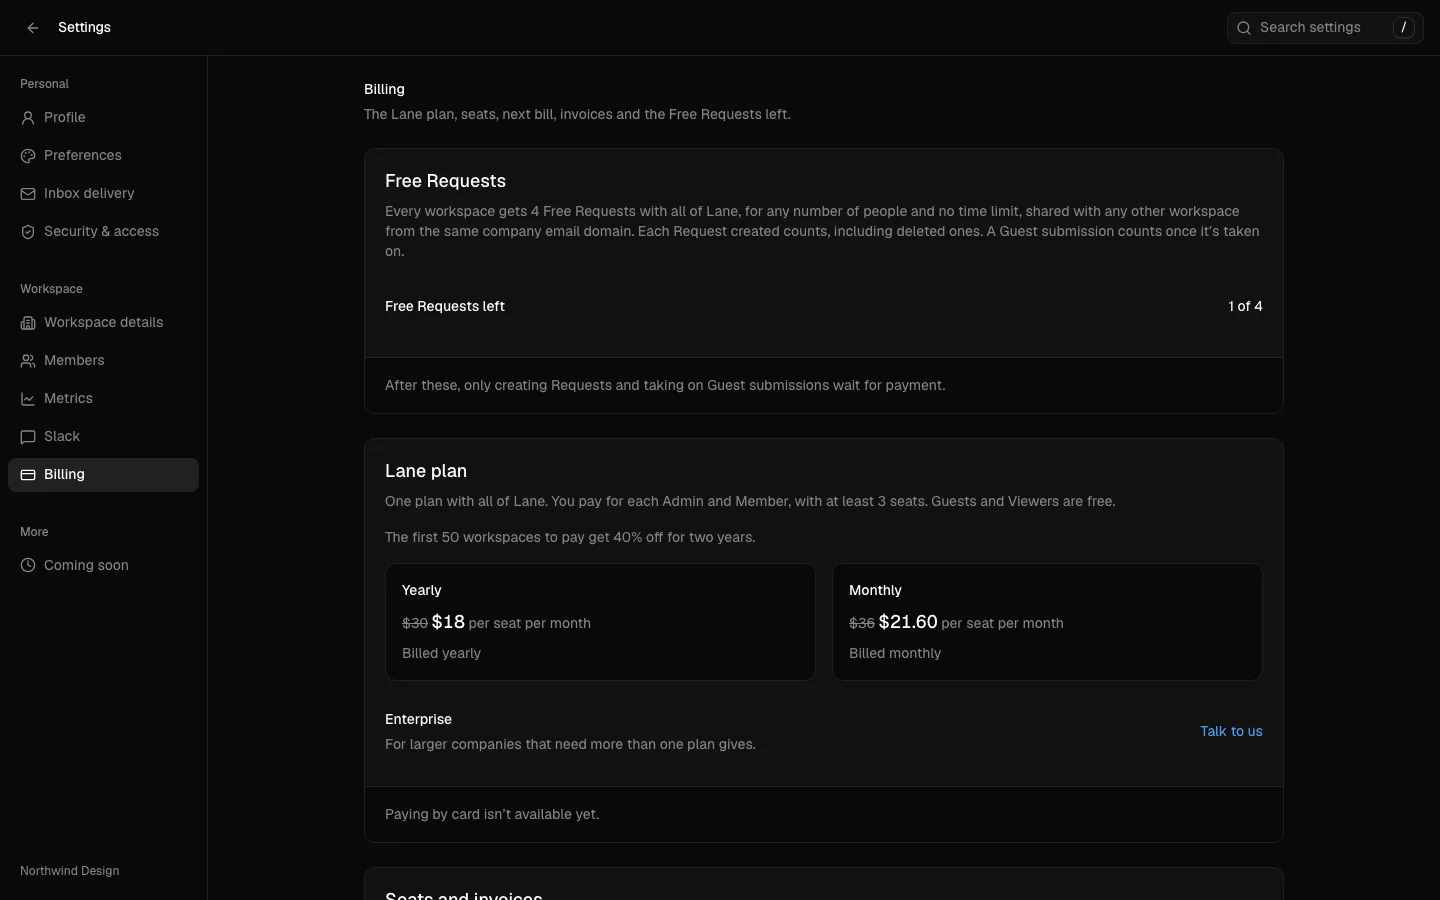 Settings
Search settings
/
Personal
Profile
Preferences
Inbox delivery
Security & access
Workspace
Workspace details
Members
Metrics
Slack
Billing
More
Coming soon
Northwind Design
Billing
The Lane plan, seats, next bill, invoices and the Free Requests left.
Free Requests
Every workspace gets 4 Free Requests with all of Lane, for any number of people and no time limit, shared with any other workspace
from the same company email domain. Each Request created counts, including deleted ones. A Guest submission counts once it’s taken
on.
Free Requests left
1 of 4
After these, only creating Requests and taking on Guest submissions wait for payment.
Lane plan
One plan with all of Lane. You pay for each Admin and Member, with at least 3 seats. Guests and Viewers are free.
The first 50 workspaces to pay get 40% off for two years.
Yearly
$30 $18 per seat per month
Billed yearly
Monthly
$36 $21.60 per seat per month
Billed monthly
Enterprise
For larger companies that need more than one plan gives.
Talk to us
Paying by card isn’t available yet.
Seats and invoices